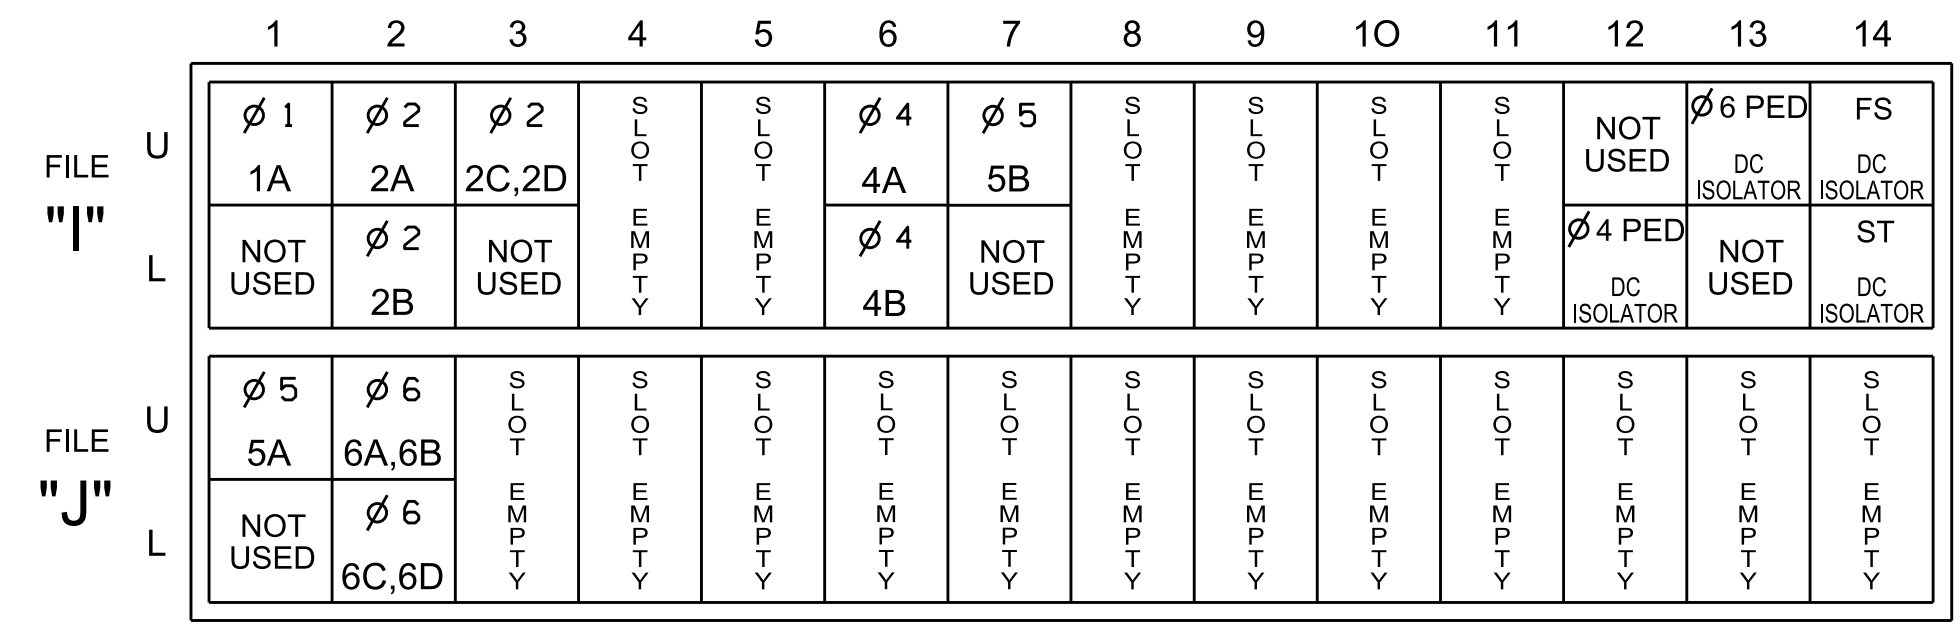 1 2 3 4 5 6 7 8 9 10 11 12 13 14
FILE "I"
U
L
ø 1
1A
NOT
USED
ø 2
2A
ø 2
2B
ø 2
2C,2D
NOT
USED
SLOT EMPTY
SLOT EMPTY
ø 4
4A
ø 4
4B
ø 5
5B
NOT
USED
SLOT EMPTY
SLOT EMPTY
SLOT EMPTY
SLOT EMPTY
NOT
USED
ø 4 PED
DC
ISOLATOR
ø 6 PED
DC
ISOLATOR
NOT
USED
FS
DC
ISOLATOR
ST
DC
ISOLATOR
FILE "J"
U
L
ø 5
5A
NOT
USED
ø 6
6A,6B
ø 6
6C,6D
SLOT EMPTY
SLOT EMPTY
SLOT EMPTY
SLOT EMPTY
SLOT EMPTY
SLOT EMPTY
SLOT EMPTY
SLOT EMPTY
SLOT EMPTY
SLOT EMPTY
SLOT EMPTY
SLOT EMPTY